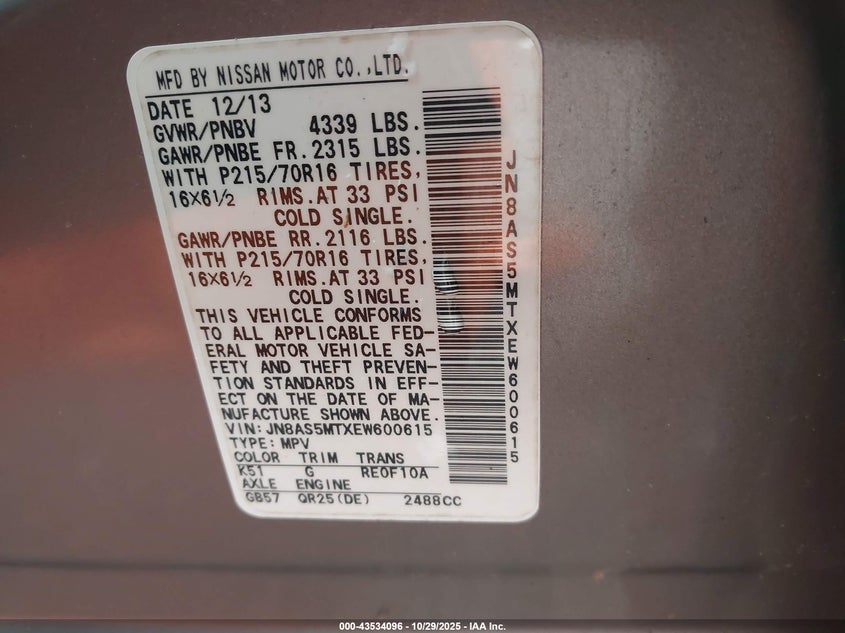 MFD BY NISSAN MOTOR CO.,LTD.
DATE 12/13
GVWR/PNBV 4339 LBS.
GAWR/PNBE FR. 2315 LBS.
WITH P215/70R16 TIRES,
16X6½ RIMS.AT 33 PSI
COLD SINGLE.
GAWR/PNBE RR. 2116 LBS.
WITH P215/70R16 TIRES,
16X6½ RIMS.AT 33 PSI
COLD SINGLE.
THIS VEHICLE CONFORMS
TO ALL APPLICABLE FED-
ERAL MOTOR VEHICLE SA-
FETY AND THEFT PREVEN-
TION STANDARDS IN EFF-
ECT ON THE DATE OF MA-
NUFACTURE SHOWN ABOVE.
VIN: JN8AS5MTXEW600615
TYPE: MPV
COLOR TRIM TRANS
K51 G RE0F10A
AXLE ENGINE
GB57 QR25(DE) 2488CC
JN8AS5MTXEW600615
000-43534096 - 10/29/2025 - IAA Inc.